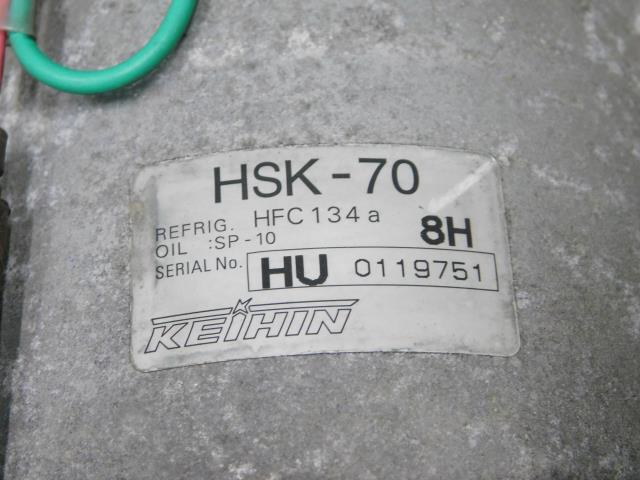 HSK-70
REFRIG. HFC134a
OIL :SP-10 8H
SERIAL No. HU 0119751
KEIHIN